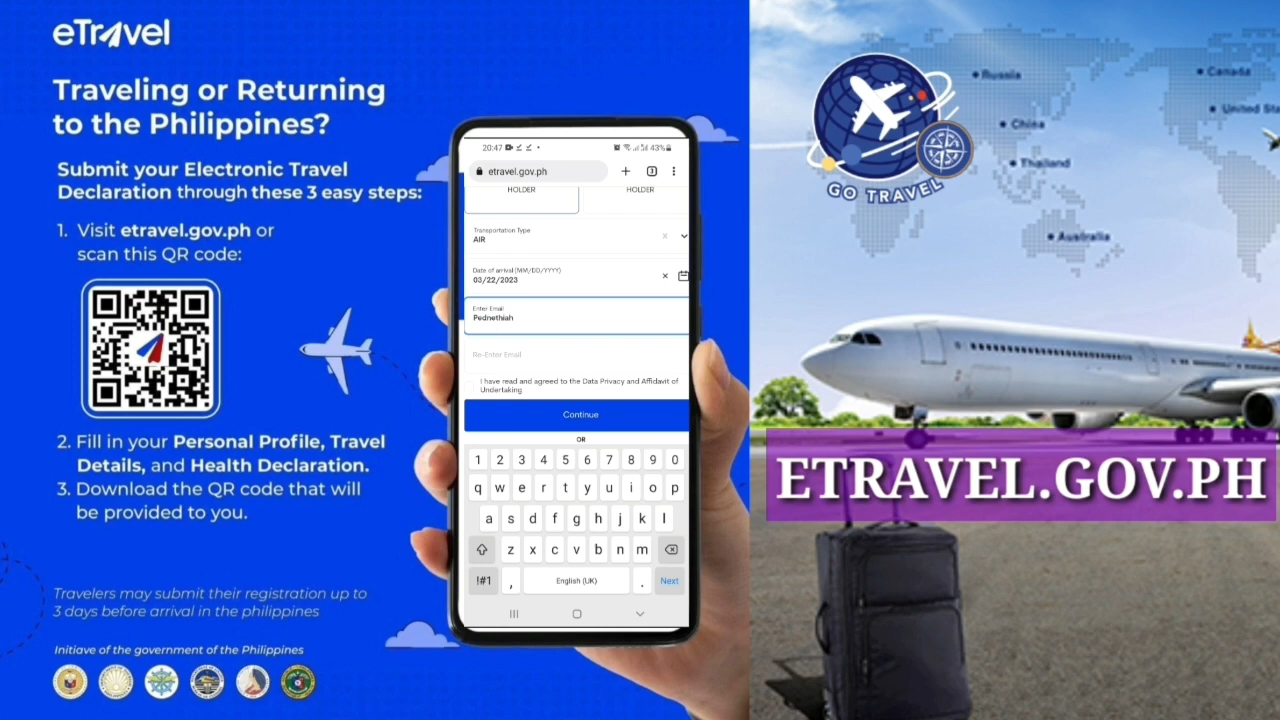 eTravel
Traveling or Returning
to the Philippines?
Submit your Electronic Travel
Declaration through these 3 easy steps:
1. Visit etravel.gov.ph or
scan this QR code:
2. Fill in your Personal Profile, Travel
Details, and Health Declaration.
3. Download the QR code that will
be provided to you.
Travelers may submit their registration up to
3 days before arrival in the philippines
Initiave of the government of the Philippines
20:47
43%
etravel.gov.ph
3
HOLDER HOLDER
Transportation Type
AIR
Date of arrival (MM/DD/YYYY)
03/22/2023
Enter Email
Pednethiah
Re-Enter Email
I have read and agreed to the Data Privacy and Affidavit of
Undertaking
Continue
OR
1 2 3 4 5 6 7 8 9 0
q w e r t y u i o p
a s d f g h j k l
z x c v b n m
!#1 , English (UK) . Next
Russia
Canada
United Sta
China
Thailand
Australia
GO TRAVEL
ETRAVEL.GOV.PH